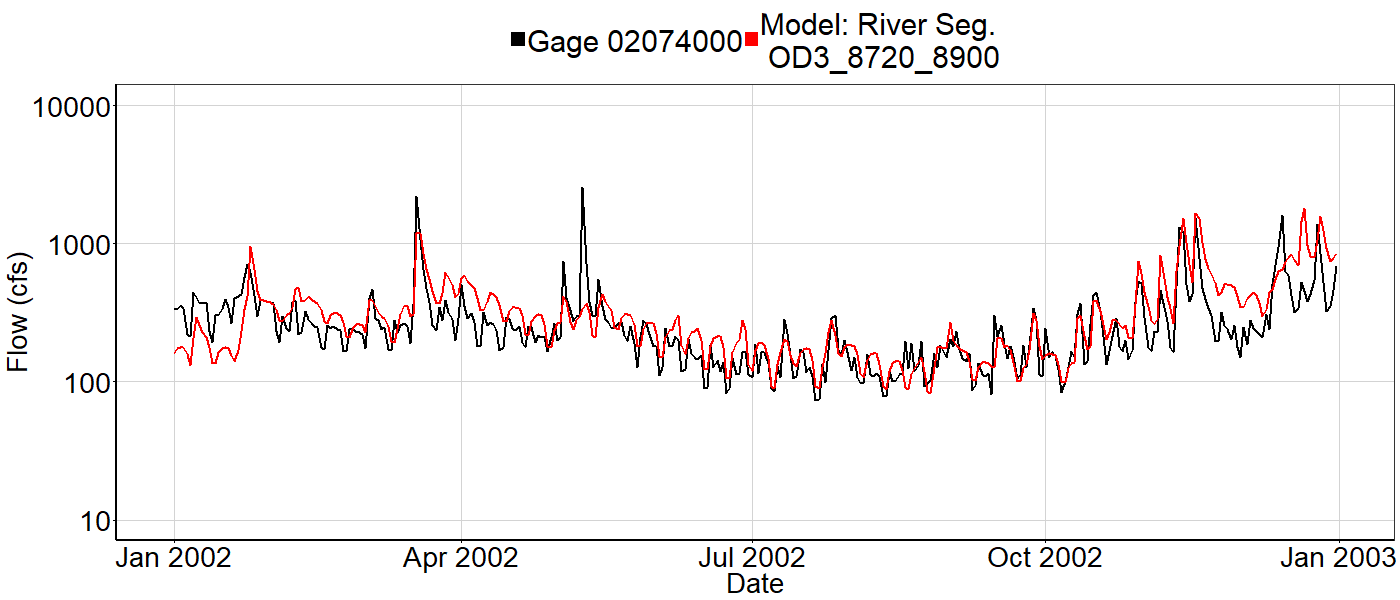 Gage 02074000
Model: River Seg.
OD3_8720_8900
10000
1000
100
10
Flow (cfs)
Jan 2002
Apr 2002
Jul 2002
Oct 2002
Jan 2003
Date